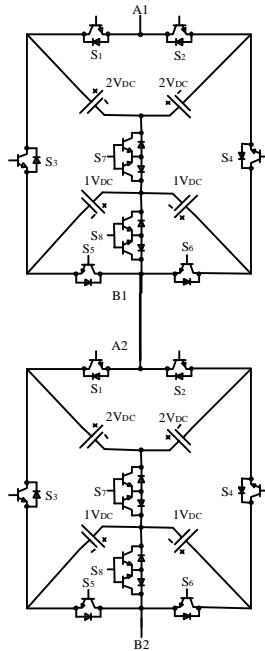 A1
S1 S2
2VDC 2VDC
S7
S3 S4
1VDC 1VDC
S8
S5 S6
B1
A2
S1 S2
2VDC 2VDC
S7
S3 S4
1VDC 1VDC
S8
S5 S6
B2